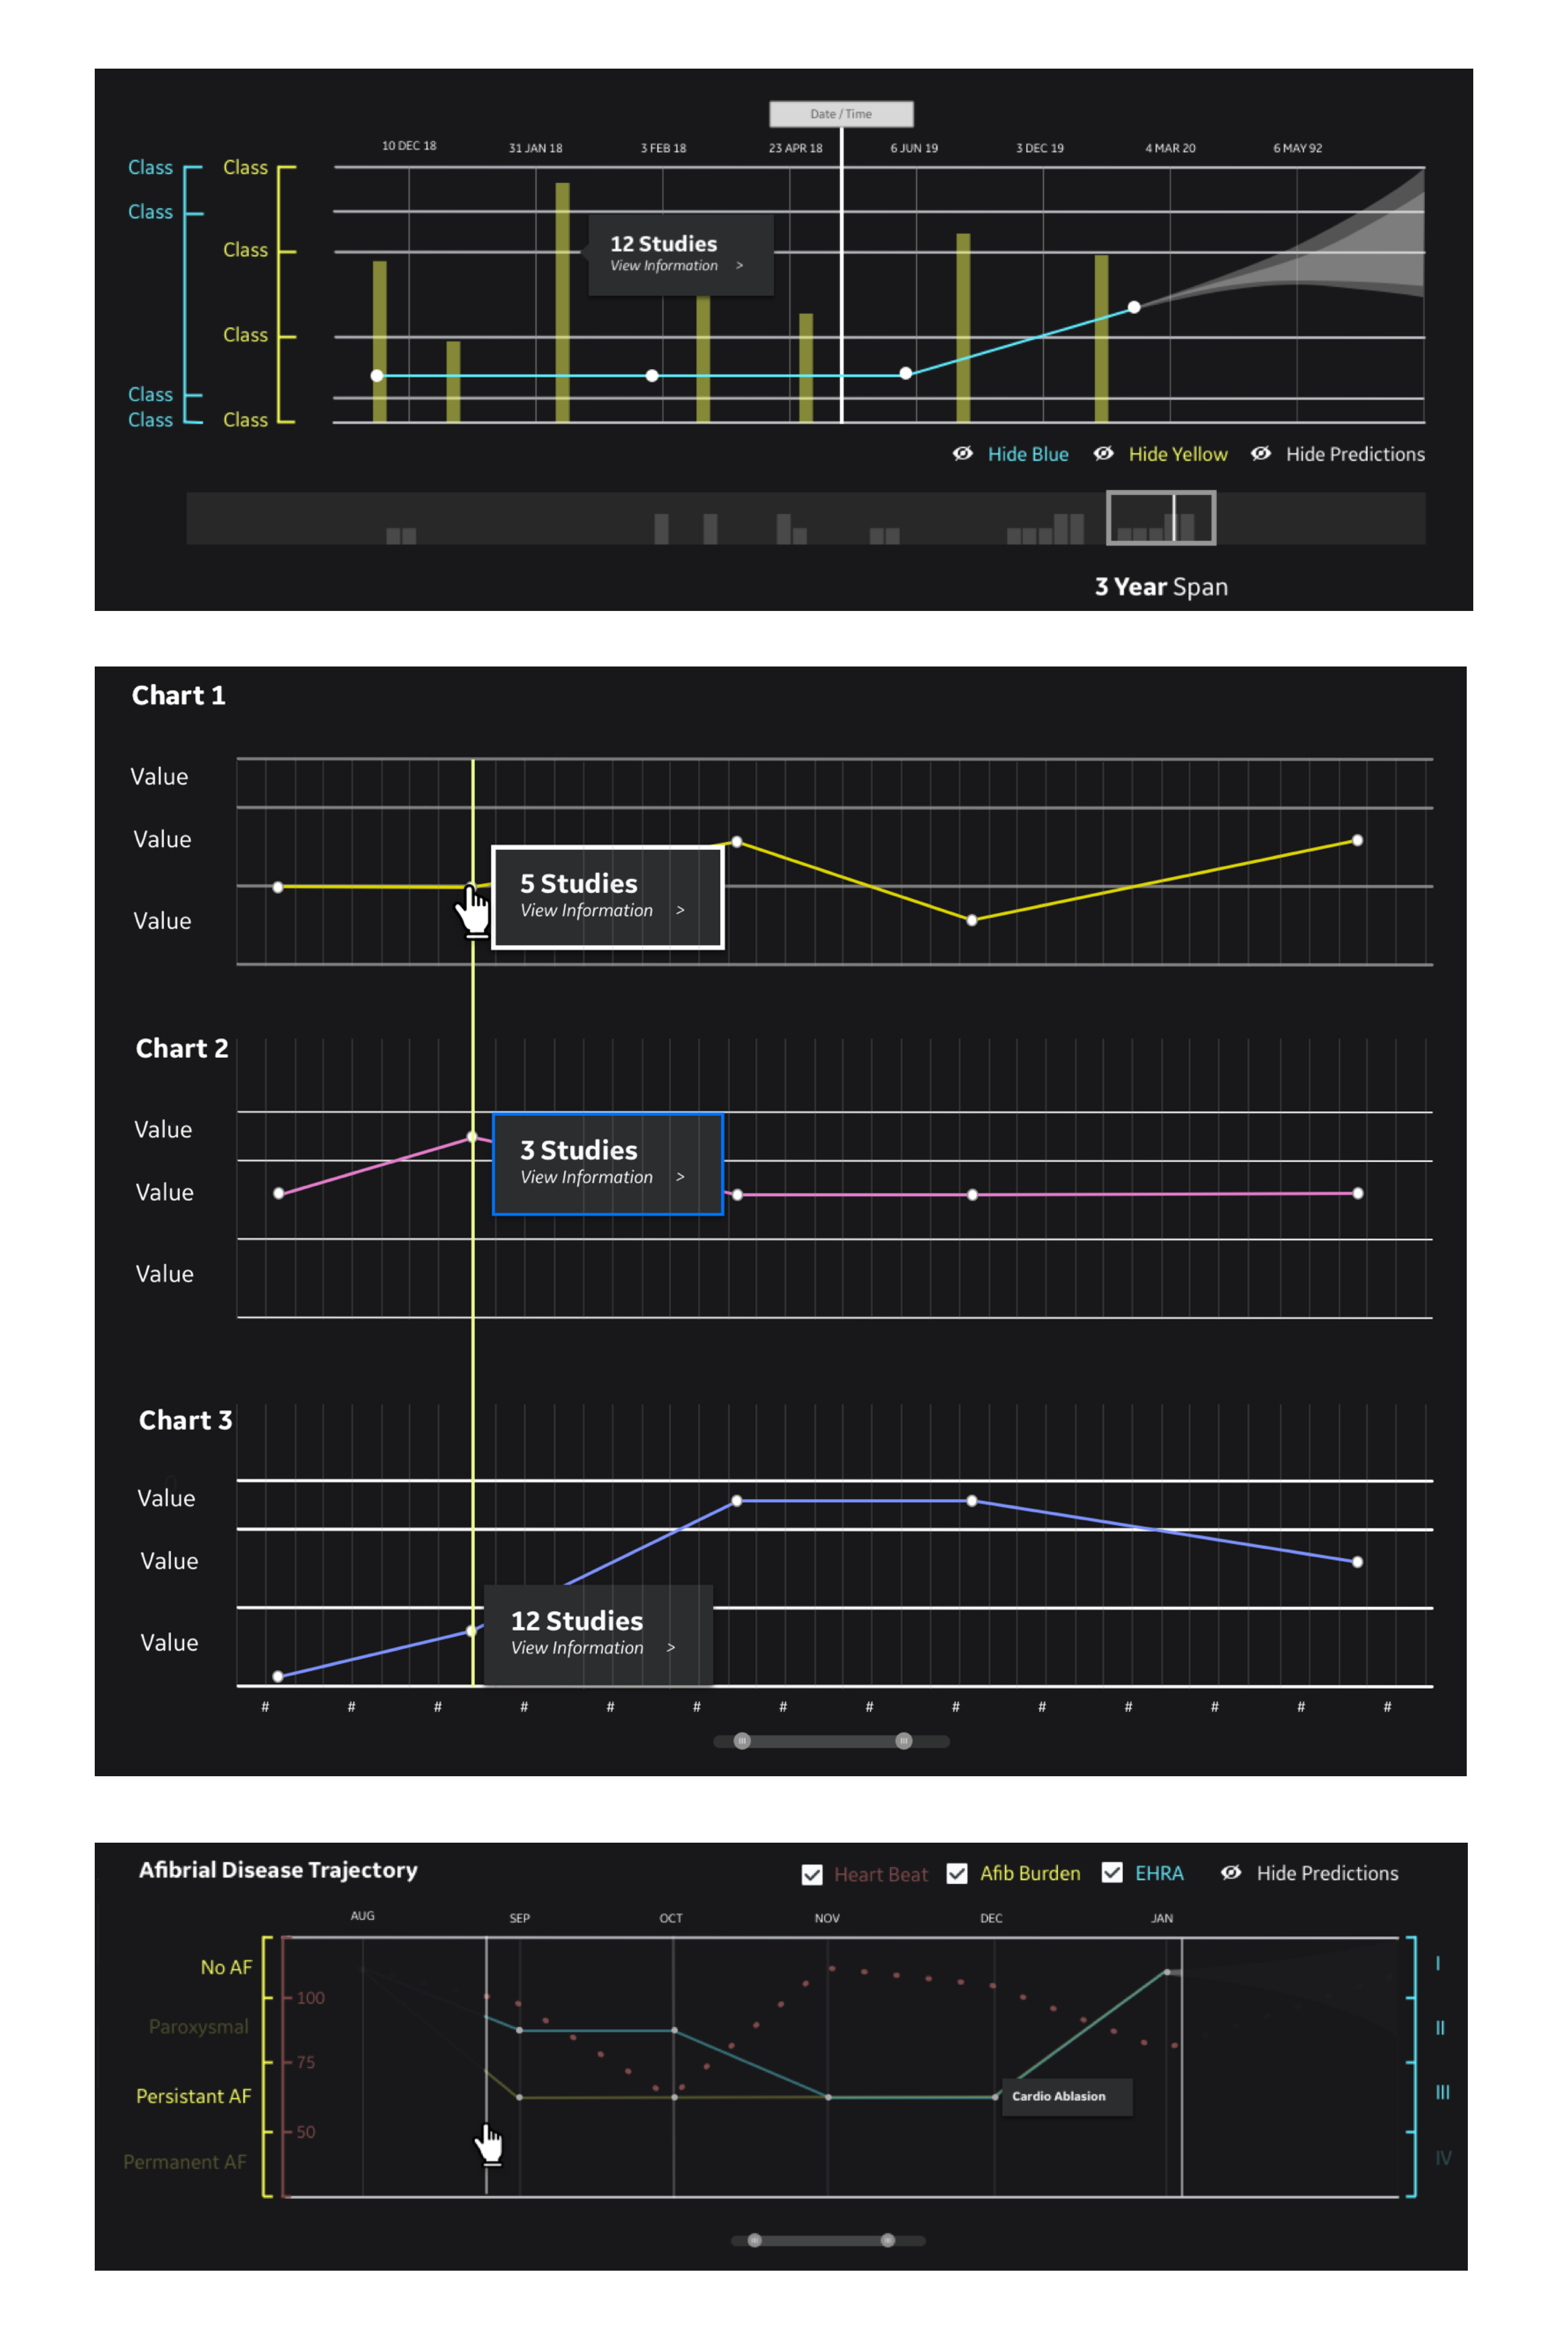 Date / Time
10 DEC 18 31 JAN 18 3 FEB 18 23 APR 18 6 JUN 19 3 DEC 19 4 MAR 20 6 MAY 92
Class Class
Class
Class
Class
Class
Class Class
12 Studies
View Information >
Hide Blue Hide Yellow Hide Predictions
3 Year Span
Chart 1
Value
Value
Value
5 Studies
View Information >
Chart 2
Value
Value
Value
3 Studies
View Information >
Chart 3
Value
Value
Value
12 Studies
View Information >
# # # # # # # # # # # # # #
Afibrial Disease Trajectory
Heart Beat Afib Burden EHRA Hide Predictions
AUG SEP OCT NOV DEC JAN
No AF I
100
Paroxysmal II
75
Persistant AF III
Cardio Ablasion
50
Permanent AF IV